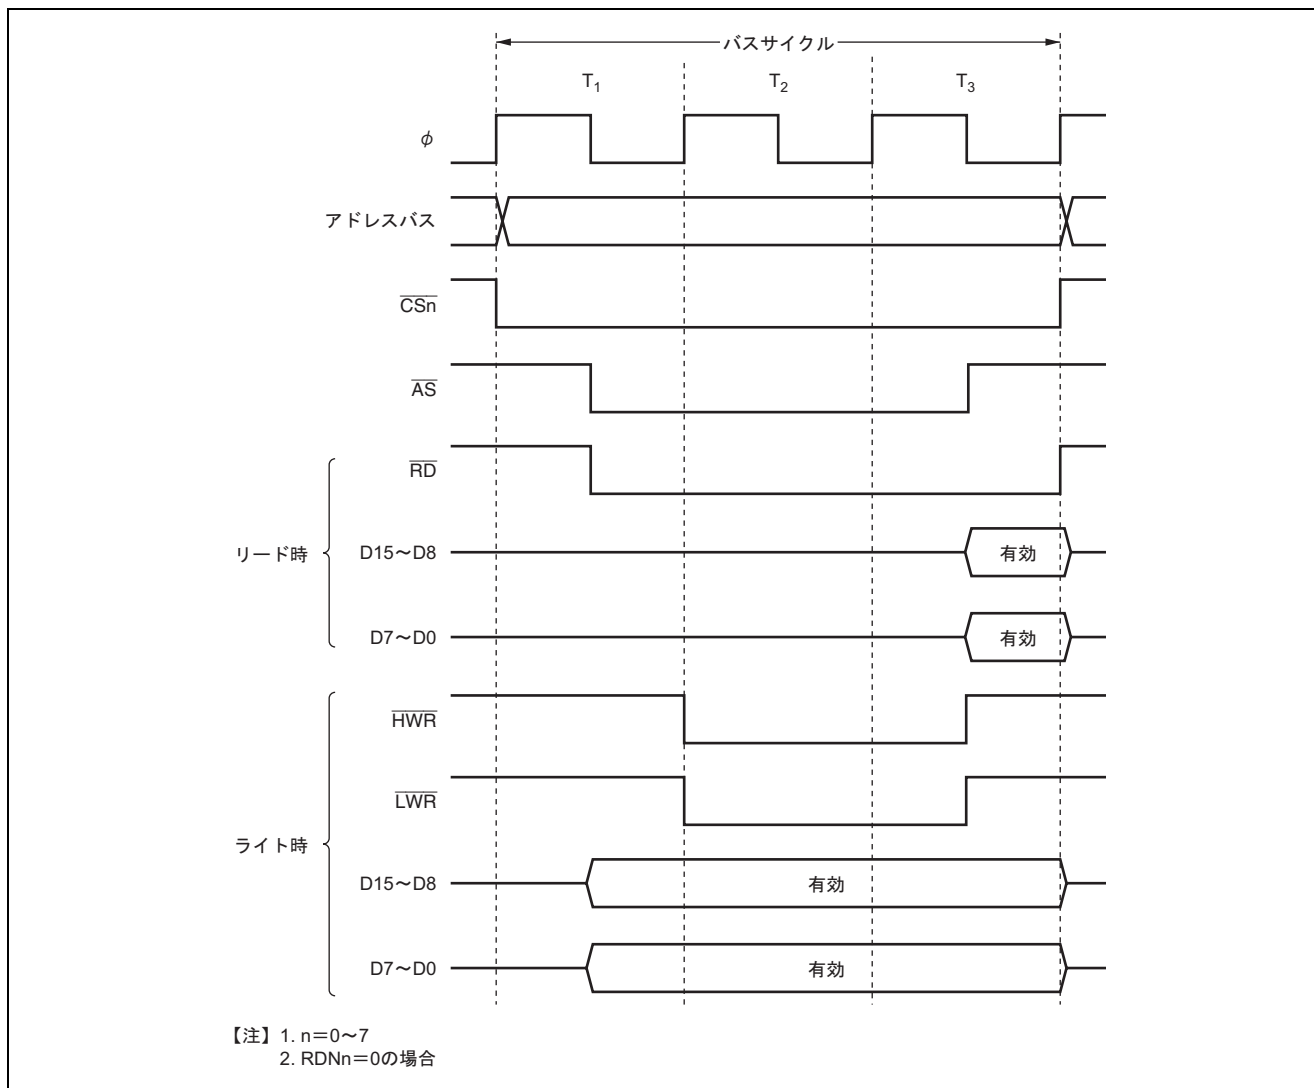 バスサイクル
T1 T2 T3
φ
アドレスバス
CSn
AS
RD
リード時
D15～D8 有効
D7～D0 有効
HWR
LWR
ライト時
D15～D8 有効
D7～D0 有効
【注】1. n＝0～7
2. RDNn＝0の場合